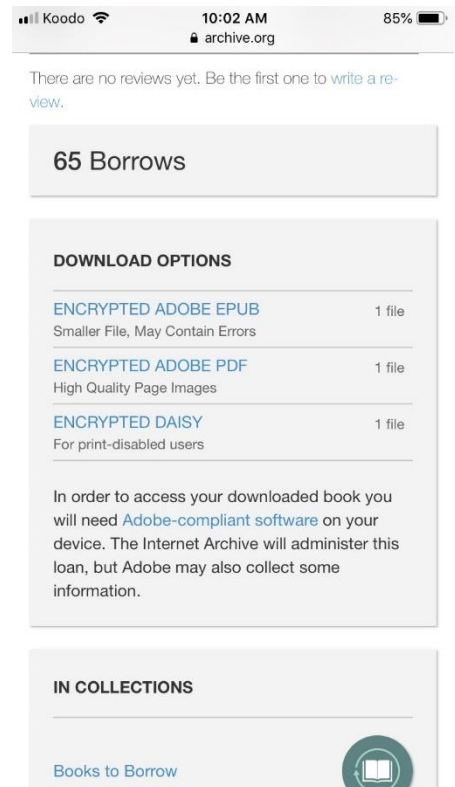 Koodo 10:02 AM 85%
archive.org
There are no reviews yet. Be the first one to write a re-
view.
65 Borrows
DOWNLOAD OPTIONS
ENCRYPTED ADOBE EPUB 1 file
Smaller File, May Contain Errors
ENCRYPTED ADOBE PDF 1 file
High Quality Page Images
ENCRYPTED DAISY 1 file
For print-disabled users
In order to access your downloaded book you
will need Adobe-compliant software on your
device. The Internet Archive will administer this
loan, but Adobe may also collect some
information.
IN COLLECTIONS
Books to Borrow